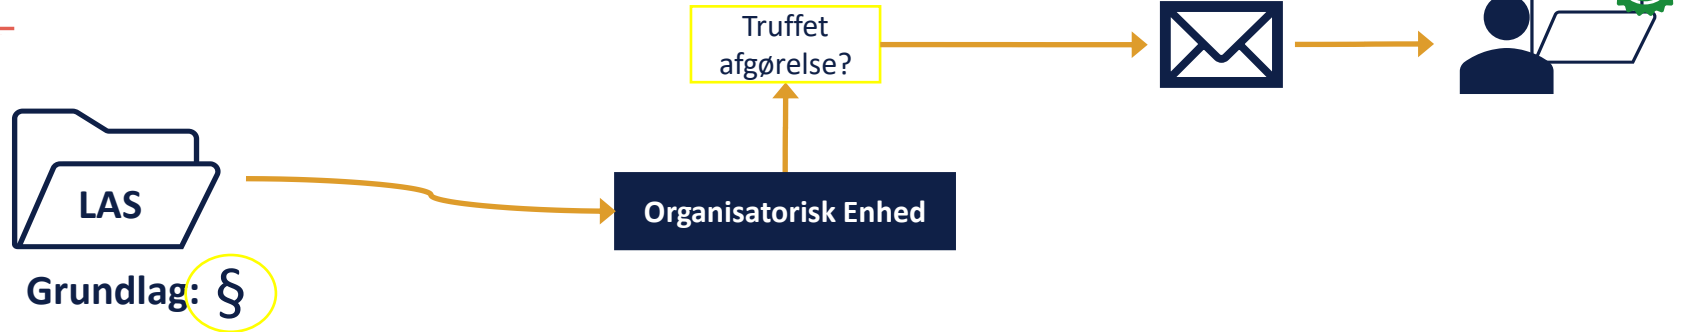 Truffet
afgørelse?
LAS
Organisatorisk Enhed
Grundlag: §